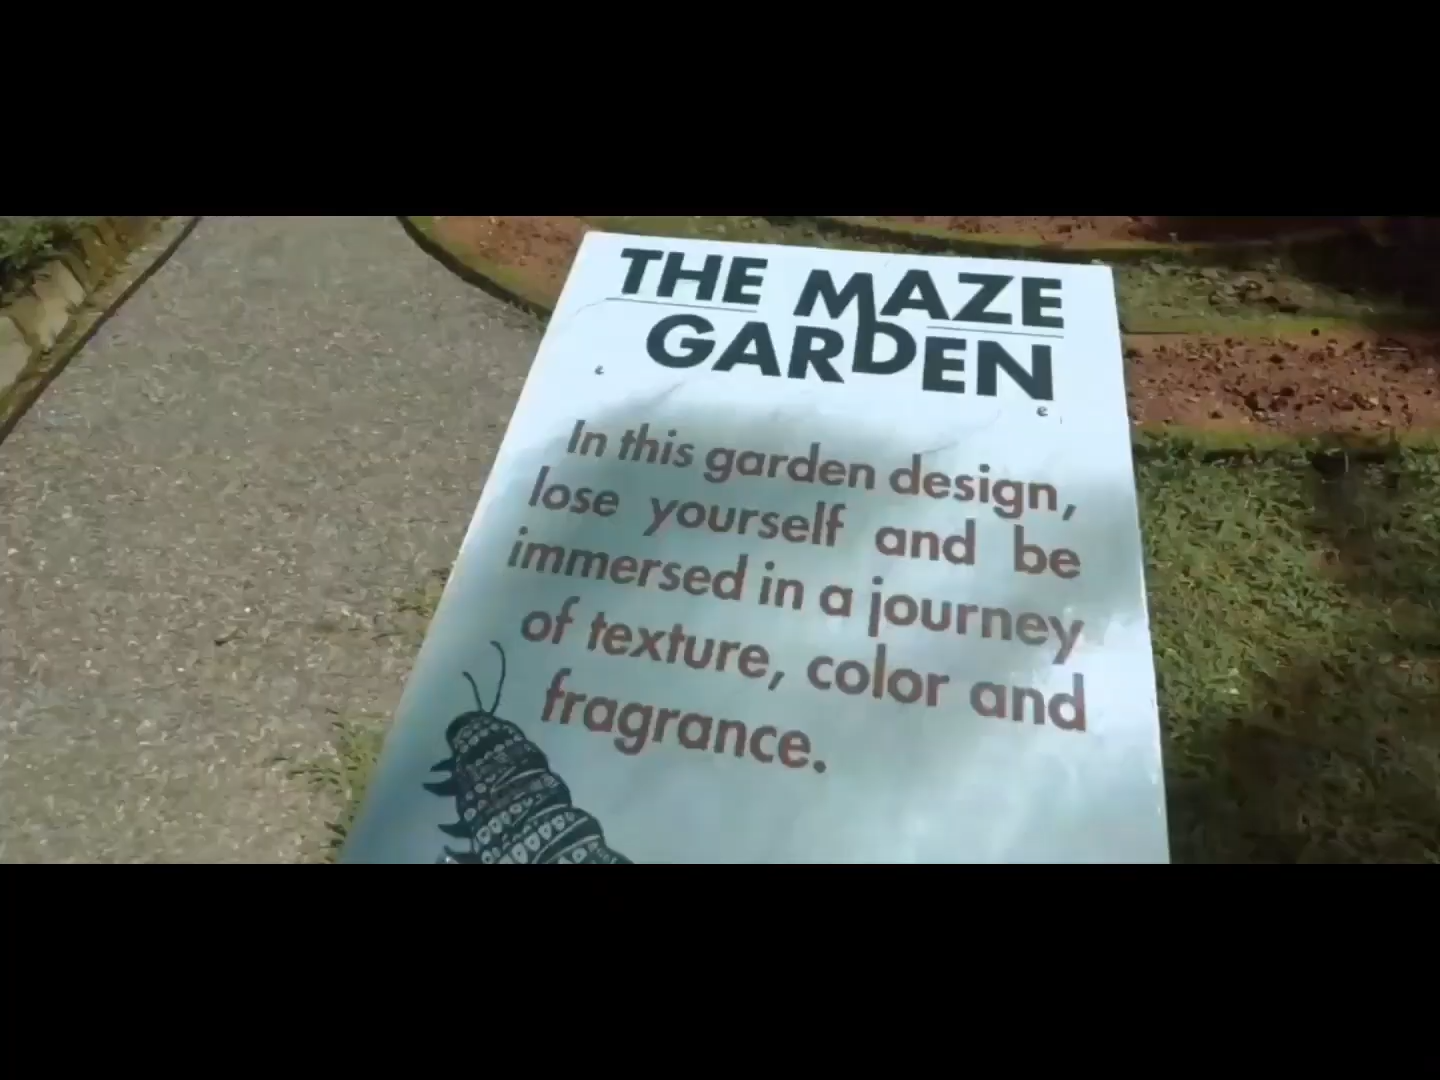 THE MAZE
GARDEN
In this garden design,
lose yourself and be
immersed in a journey
of texture, color and
fragrance.